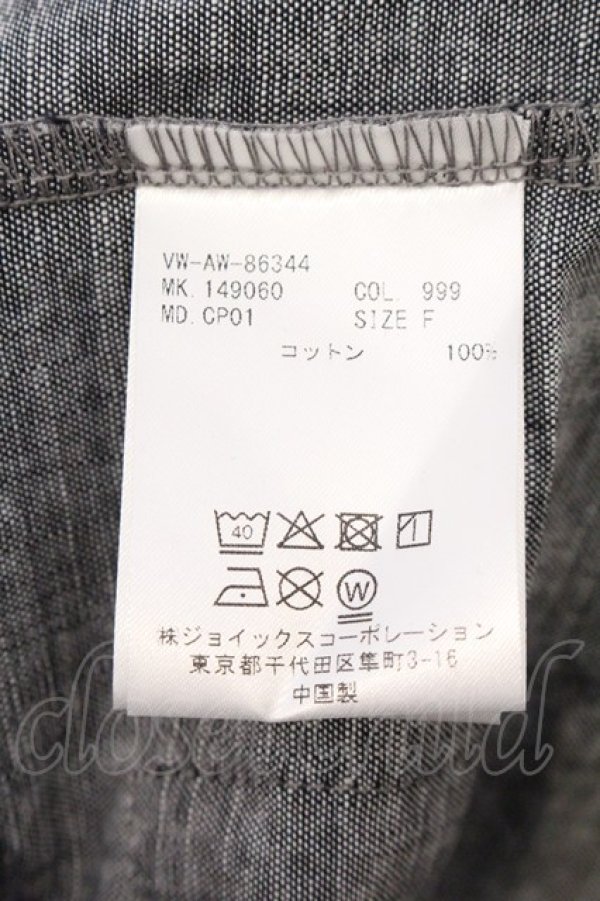 VW-AW-86344
MK. 149060 COL. 999
MD. CP01 SIZE F
コットン 100%
40
W
株ジョイックスコーポレーション
東京都千代田区隼町3-16
中国製
closet child